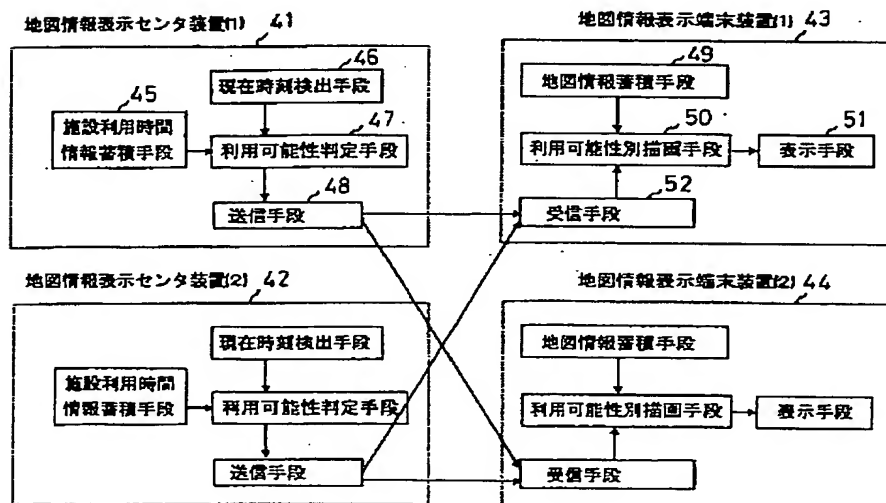 地図情報表示センタ装置(1) 41
現在時刻検出手段 46
施設利用時間 45
情報蓄積手段
利用可能性判定手段 47
送信手段 48
地図情報表示端末装置(1) 43
地図情報蓄積手段 49
利用可能性別描画手段 50
表示手段 51
受信手段 52
地図情報表示センタ装置(2) 42
現在時刻検出手段
施設利用時間
情報蓄積手段
利用可能性判定手段
送信手段
地図情報表示端末装置(2) 44
地図情報蓄積手段
利用可能性別描画手段
表示手段
受信手段